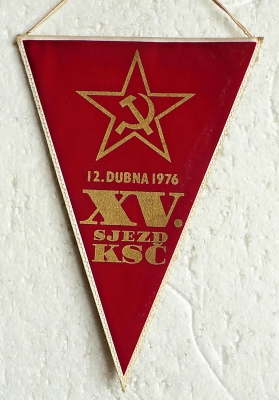 12. DUBNA 1976
XV.
SJEZD
KSČ